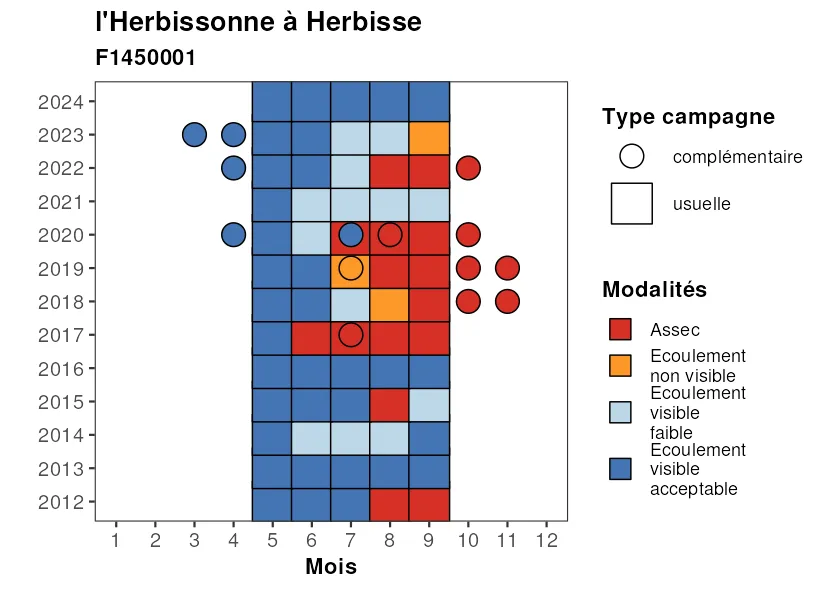 l'Herbissonne à Herbisse
F1450001
2024
2023
2022
2021
2020
2019
2018
2017
2016
2015
2014
2013
2012
1 2 3 4 5 6 7 8 9 10 11 12
Mois
Type campagne
complémentaire
usuelle
Modalités
Assec
Ecoulement
non visible
Ecoulement
visible
faible
Ecoulement
visible
acceptable